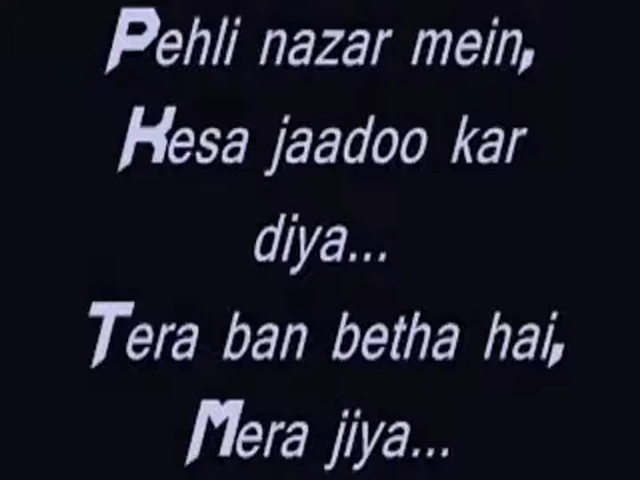 Pehli nazar mein,
Kesa jaadoo kar
diya...
Tera ban betha hai,
Mera jiya...